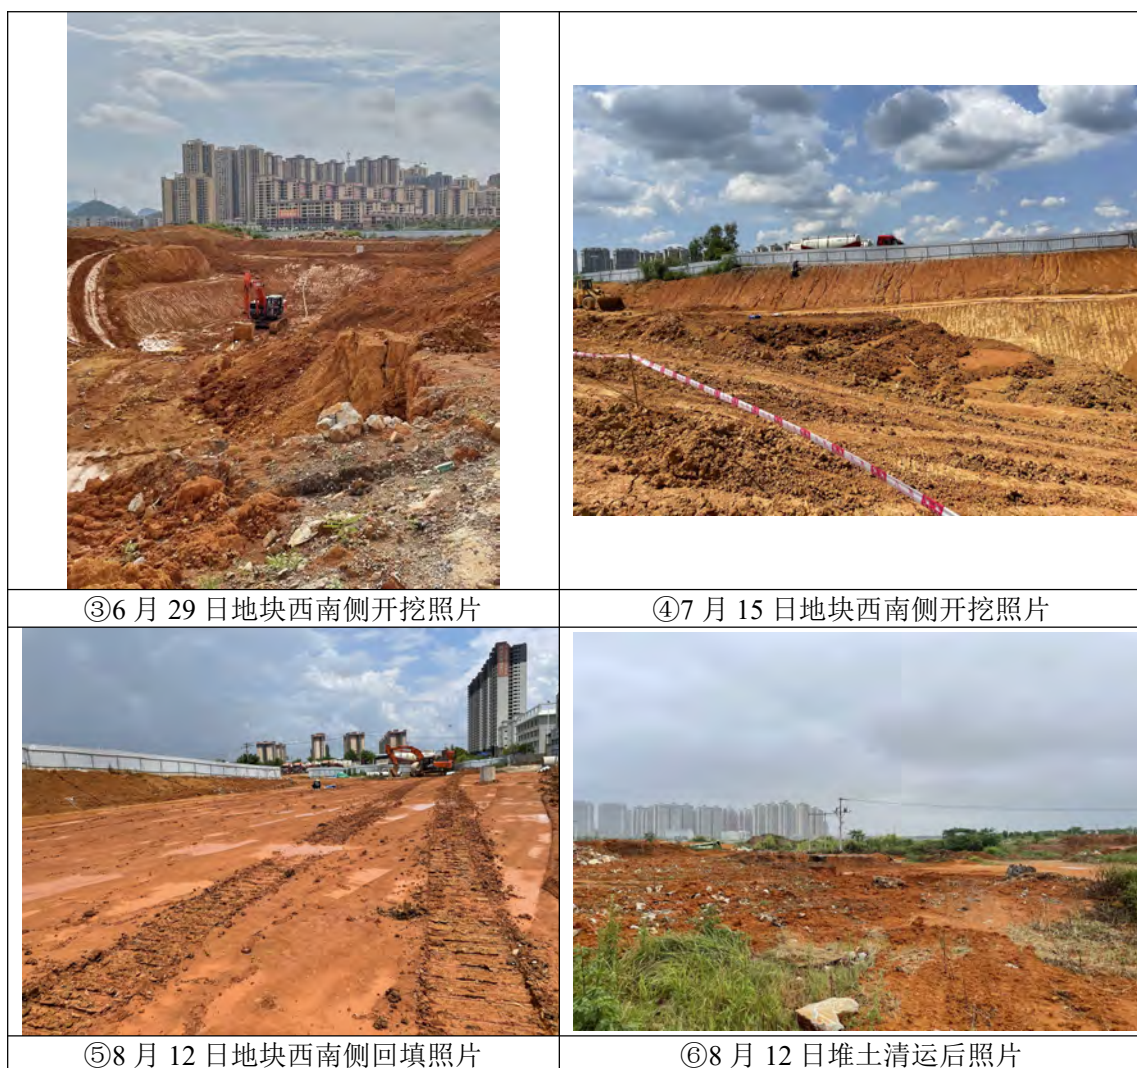 ③6 月 29 日地块西南侧开挖照片
④7 月 15 日地块西南侧开挖照片
⑤8 月 12 日地块西南侧回填照片
⑥8 月 12 日堆土清运后照片